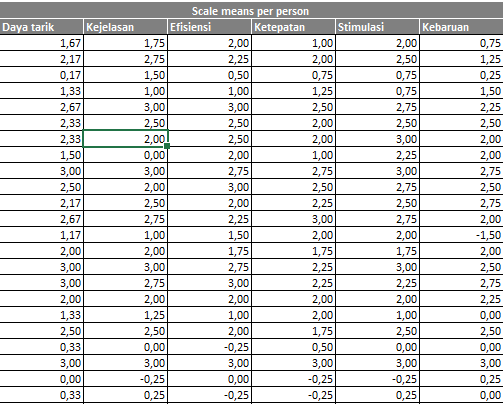 Scale means per person
Daya tarik Kejelasan Efisiensi Ketepatan Stimulasi Kebaruan
1,67 1,75 2,00 1,00 2,00 0,75
2,17 2,75 2,25 2,00 2,50 1,25
0,17 1,50 0,50 0,75 0,75 0,25
1,33 1,00 1,00 1,25 0,75 1,50
2,67 3,00 3,00 2,50 2,75 2,25
2,33 2,50 2,50 2,00 2,50 2,50
2,33 2,00 2,50 2,00 3,00 2,00
1,50 0,00 2,00 1,00 2,25 2,00
3,00 3,00 2,75 2,75 3,00 2,75
2,50 2,00 3,00 2,50 2,75 2,50
2,17 2,50 2,00 2,25 2,50 2,75
2,67 2,75 2,25 3,00 2,75 2,00
1,17 1,00 1,50 2,00 2,00 -1,50
2,00 2,00 1,75 1,75 1,75 2,00
3,00 3,00 2,75 2,25 3,00 2,50
3,00 2,75 3,00 2,25 2,25 2,75
2,00 2,00 2,00 2,00 2,00 2,25
1,33 1,25 1,00 2,00 1,00 0,00
2,50 2,50 2,00 1,75 2,50 2,50
0,33 0,00 -0,25 0,50 0,00 0,00
3,00 3,00 3,00 3,00 3,00 3,00
0,00 -0,25 0,00 -0,25 -0,25 0,25
0,33 0,25 -0,25 -0,25 0,25 0,00